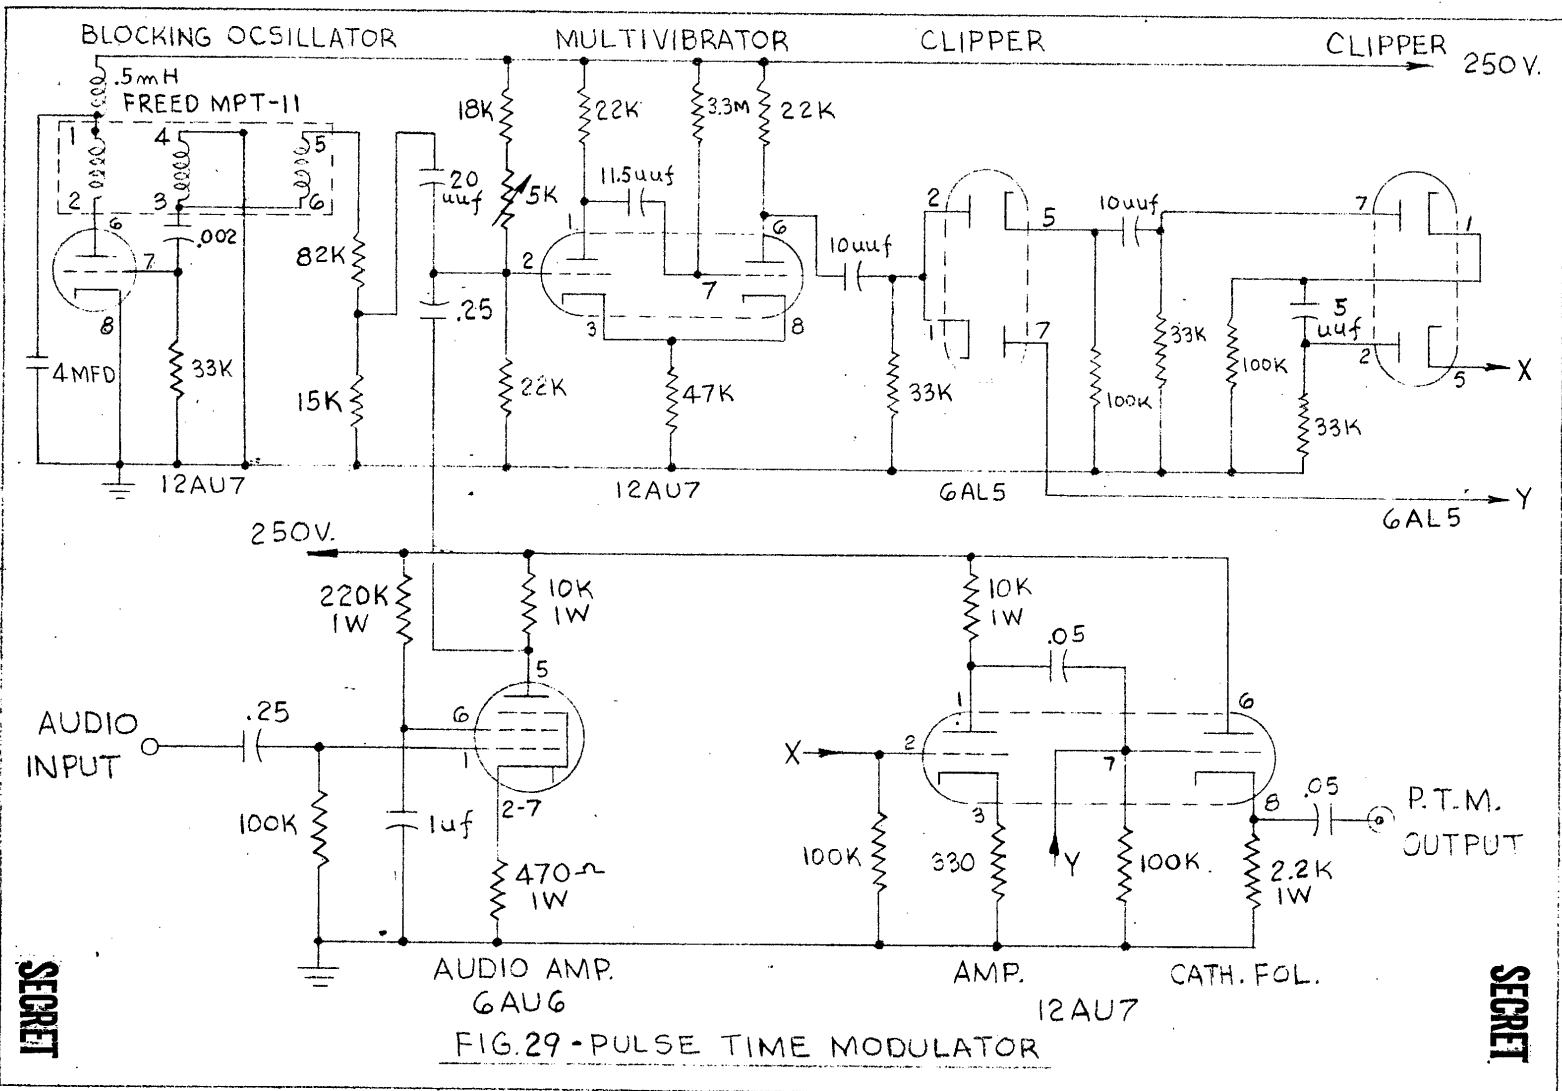 BLOCKING OCSILLATOR
MULTIVIBRATOR
CLIPPER
CLIPPER
250V.
.5mH
FREED MPT-11
1
4
5
2
3
6
6
.002
7
8
4MFD
33K
82K
15K
12AU7
20
uuf
.25
18K
5K
22K
22K
3.3M
22K
11.5uuf
1
2
3
6
7
8
47K
12AU7
10uuf
33K
2
5
1
7
100K
6AL5
10uuf
33K
100K
5
uuf
33K
7
1
2
5
X
Y
6AL5
250V.
220K
1W
10K
1W
5
6
1
2-7
AUDIO
INPUT
.25
100K
1uf
470Ω
1W
AUDIO AMP.
6AU6
10K
1W
.05
1
6
X
2
7
3
8
100K
330
Y
100K.
2.2K
1W
.05
P.T.M.
OUTPUT
AMP.
CATH. FOL.
12AU7
FIG. 29 - PULSE TIME MODULATOR
SECRET
SECRET